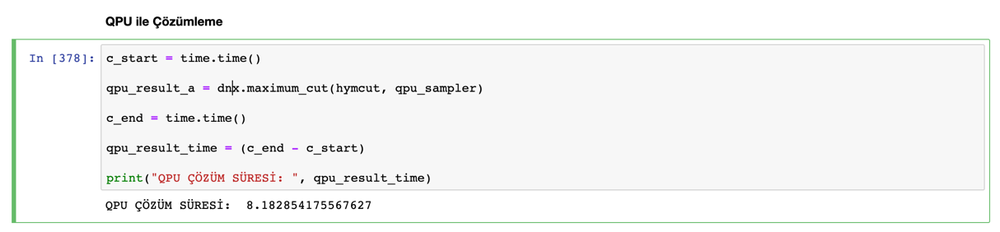 QPU ile Çözümleme
In [378]: c_start = time.time()
qpu_result_a = dnx.maximum_cut(hymcut, qpu_sampler)
c_end = time.time()
qpu_result_time = (c_end - c_start)
print("QPU ÇÖZÜM SÜRESİ: ", qpu_result_time)
QPU ÇÖZÜM SÜRESİ:  8.182854175567627